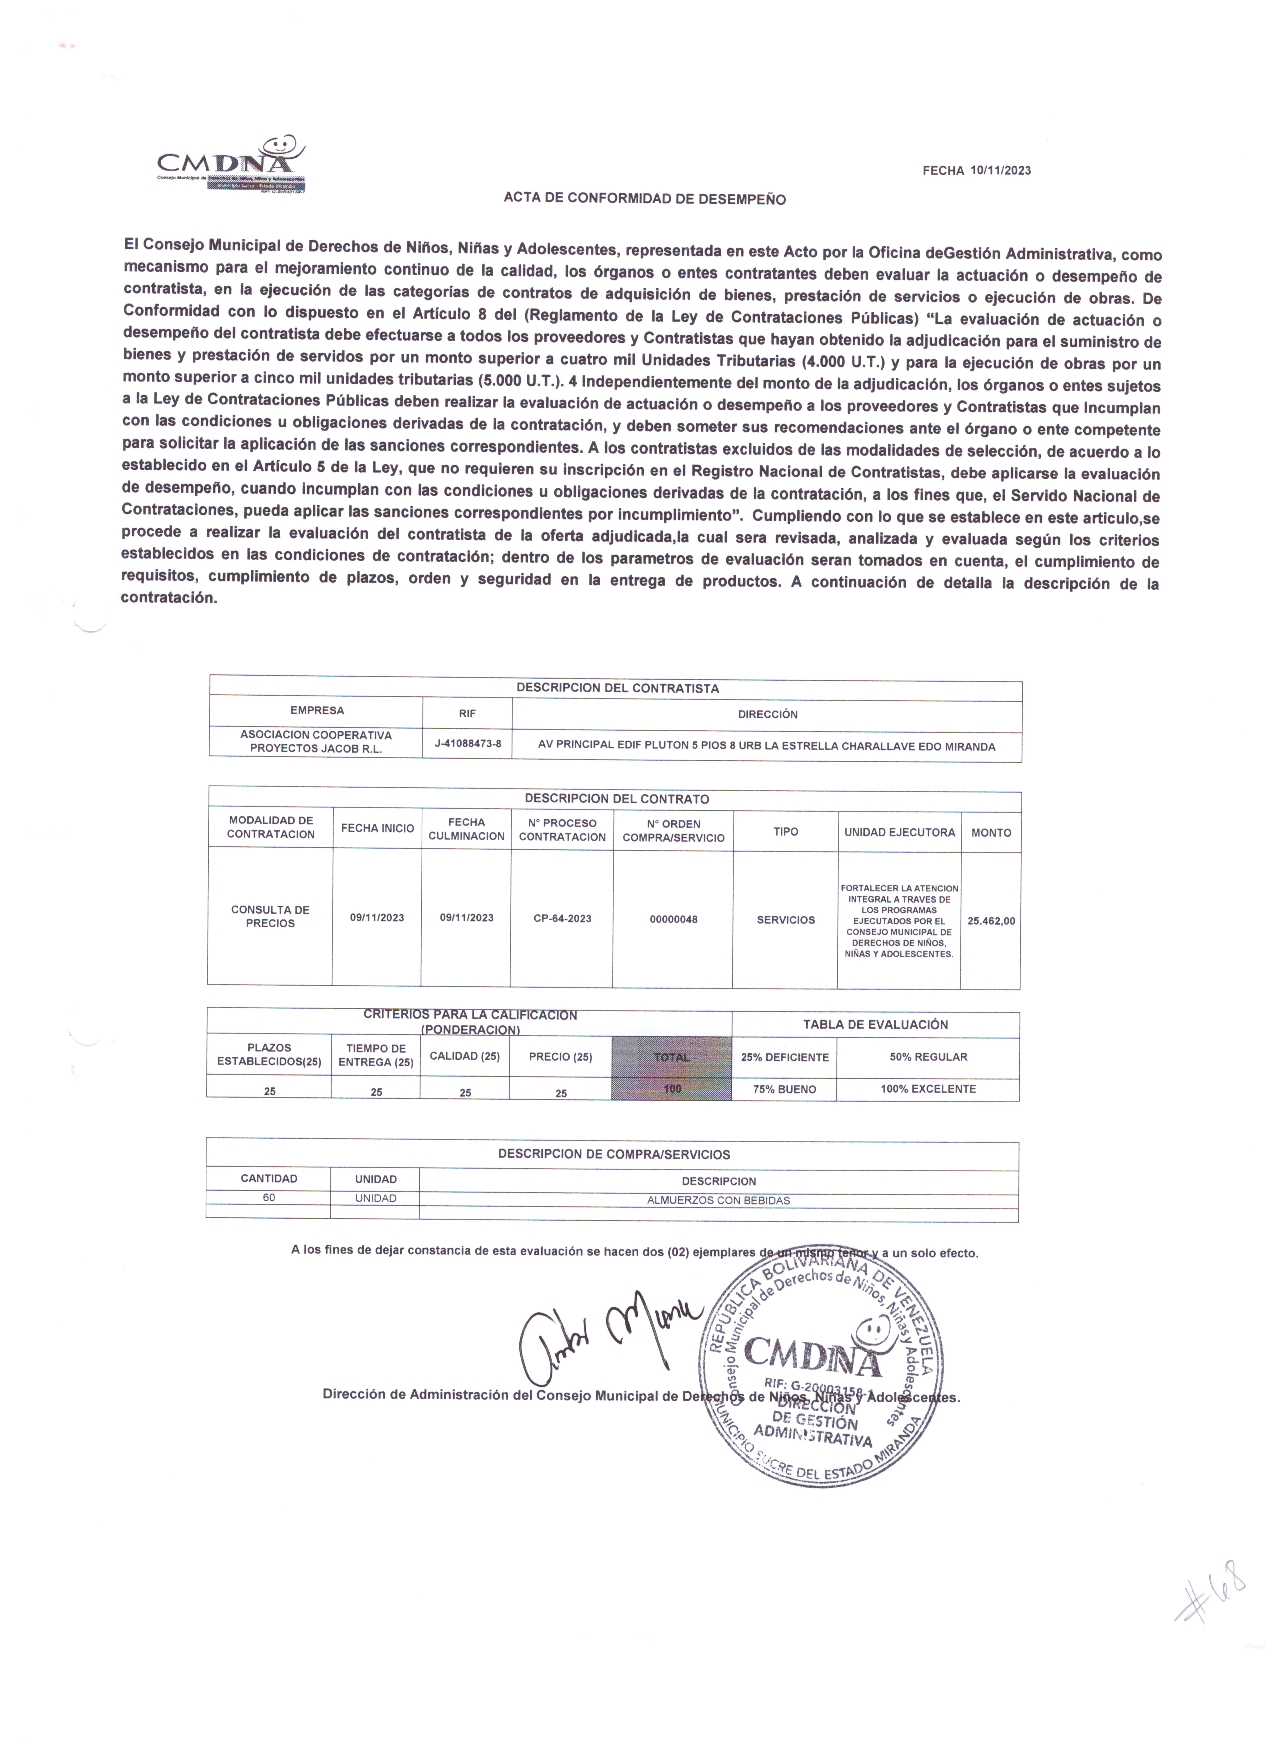 CMDNA
FECHA 10/11/2023
ACTA DE CONFORMIDAD DE DESEMPEÑO
El Consejo Municipal de Derechos de Niños, Niñas y Adolescentes, representada en este Acto por la Oficina deGestión Administrativa, como
mecanismo para el mejoramiento continuo de la calidad, los órganos o entes contratantes deben evaluar la actuación o desempeño de
contratista, en la ejecución de las categorías de contratos de adquisición de bienes, prestación de servicios o ejecución de obras. De
Conformidad con lo dispuesto en el Artículo 8 del (Reglamento de la Ley de Contrataciones Públicas) “La evaluación de actuación o
desempeño del contratista debe efectuarse a todos los proveedores y Contratistas que hayan obtenido la adjudicación para el suministro de
bienes y prestación de servidos por un monto superior a cuatro mil Unidades Tributarias (4.000 U.T.) y para la ejecución de obras por un
monto superior a cinco mil unidades tributarias (5.000 U.T.). 4 Independientemente del monto de la adjudicación, los órganos o entes sujetos
a la Ley de Contrataciones Públicas deben realizar la evaluación de actuación o desempeño a los proveedores y Contratistas que Incumplan
con las condiciones u obligaciones derivadas de la contratación, y deben someter sus recomendaciones ante el órgano o ente competente
para solicitar la aplicación de las sanciones correspondientes. A los contratistas excluidos de las modalidades de selección, de acuerdo a lo
establecido en el Artículo 5 de la Ley, que no requieren su inscripción en el Registro Nacional de Contratistas, debe aplicarse la evaluación
de desempeño, cuando incumplan con las condiciones u obligaciones derivadas de la contratación, a los fines que, el Servido Nacional de
Contrataciones, pueda aplicar las sanciones correspondientes por incumplimiento”. Cumpliendo con lo que se establece en este articulo,se
procede a realizar la evaluación del contratista de la oferta adjudicada,la cual sera revisada, analizada y evaluada según los criterios
establecidos en las condiciones de contratación; dentro de los parametros de evaluación seran tomados en cuenta, el cumplimiento de
requisitos, cumplimiento de plazos, orden y seguridad en la entrega de productos. A continuación de detalla la descripción de la
contratación.
DESCRIPCION DEL CONTRATISTA
EMPRESA RIF DIRECCIÓN
ASOCIACION COOPERATIVA
PROYECTOS JACOB R.L. J-41088473-8 AV PRINCIPAL EDIF PLUTON 5 PIOS 8 URB LA ESTRELLA CHARALLAVE EDO MIRANDA
DESCRIPCION DEL CONTRATO
MODALIDAD DE
CONTRATACION
FECHA INICIO
FECHA
CULMINACION
N° PROCESO
CONTRATACION
N° ORDEN
COMPRA/SERVICIO
TIPO
UNIDAD EJECUTORA
MONTO
CONSULTA DE
PRECIOS
09/11/2023
09/11/2023
CP-64-2023
00000048
SERVICIOS
FORTALECER LA ATENCION
INTEGRAL A TRAVES DE
LOS PROGRAMAS
EJECUTADOS POR EL
CONSEJO MUNICIPAL DE
DERECHOS DE NIÑOS,
NIÑAS Y ADOLESCENTES.
25.462,00
CRITERIOS PARA LA CALIFICACION
(PONDERACION)
TABLA DE EVALUACIÓN
PLAZOS
ESTABLECIDOS(25)
TIEMPO DE
ENTREGA (25)
CALIDAD (25)
PRECIO (25)
TOTAL
25% DEFICIENTE
50% REGULAR
25 25 25 25 100 75% BUENO 100% EXCELENTE
DESCRIPCION DE COMPRA/SERVICIOS
CANTIDAD UNIDAD DESCRIPCION
60 UNIDAD ALMUERZOS CON BEBIDAS
A los fines de dejar constancia de esta evaluación se hacen dos (02) ejemplares de un mismo tenor y a un solo efecto.
REPÚBLICA BOLIVARIANA DE VENEZUELA
Consejo Municipal de Derechos de Niños, Niñas y Adolescentes
CMDNA
RIF: G-20003158-
DIRECCIÓN
DE GESTIÓN
ADMINISTRATIVA
MUNICIPIO SUCRE DEL ESTADO MIRANDA
Dirección de Administración del Consejo Municipal de Derechos de Niños, Niñas y Adolescentes.
#68